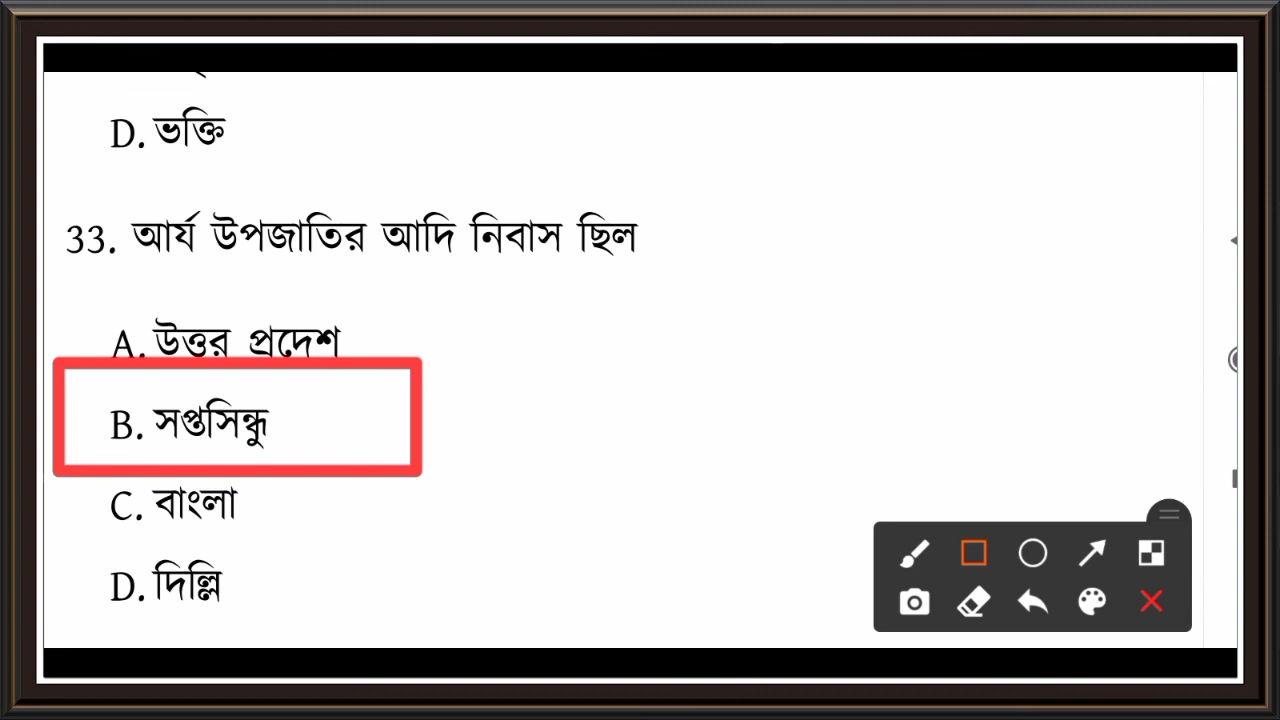 D. ভক্তি
33. আর্য উপজাতির আদি নিবাস ছিল
A. উত্তর প্রদেশ
B. সপ্তসিন্ধু
C. বাংলা
D. দিল্লি